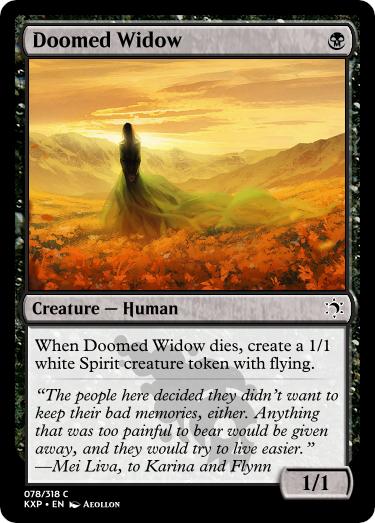 Doomed Widow
Creature — Human
When Doomed Widow dies, create a 1/1
white Spirit creature token with flying.
“The people here decided they didn’t want to
keep their bad memories, either. Anything
that was too painful to bear would be given
away, and they would try to live easier.”
—Mei Liva, to Karina and Flynn
1/1
078/318 C
KXP • EN Aeollon